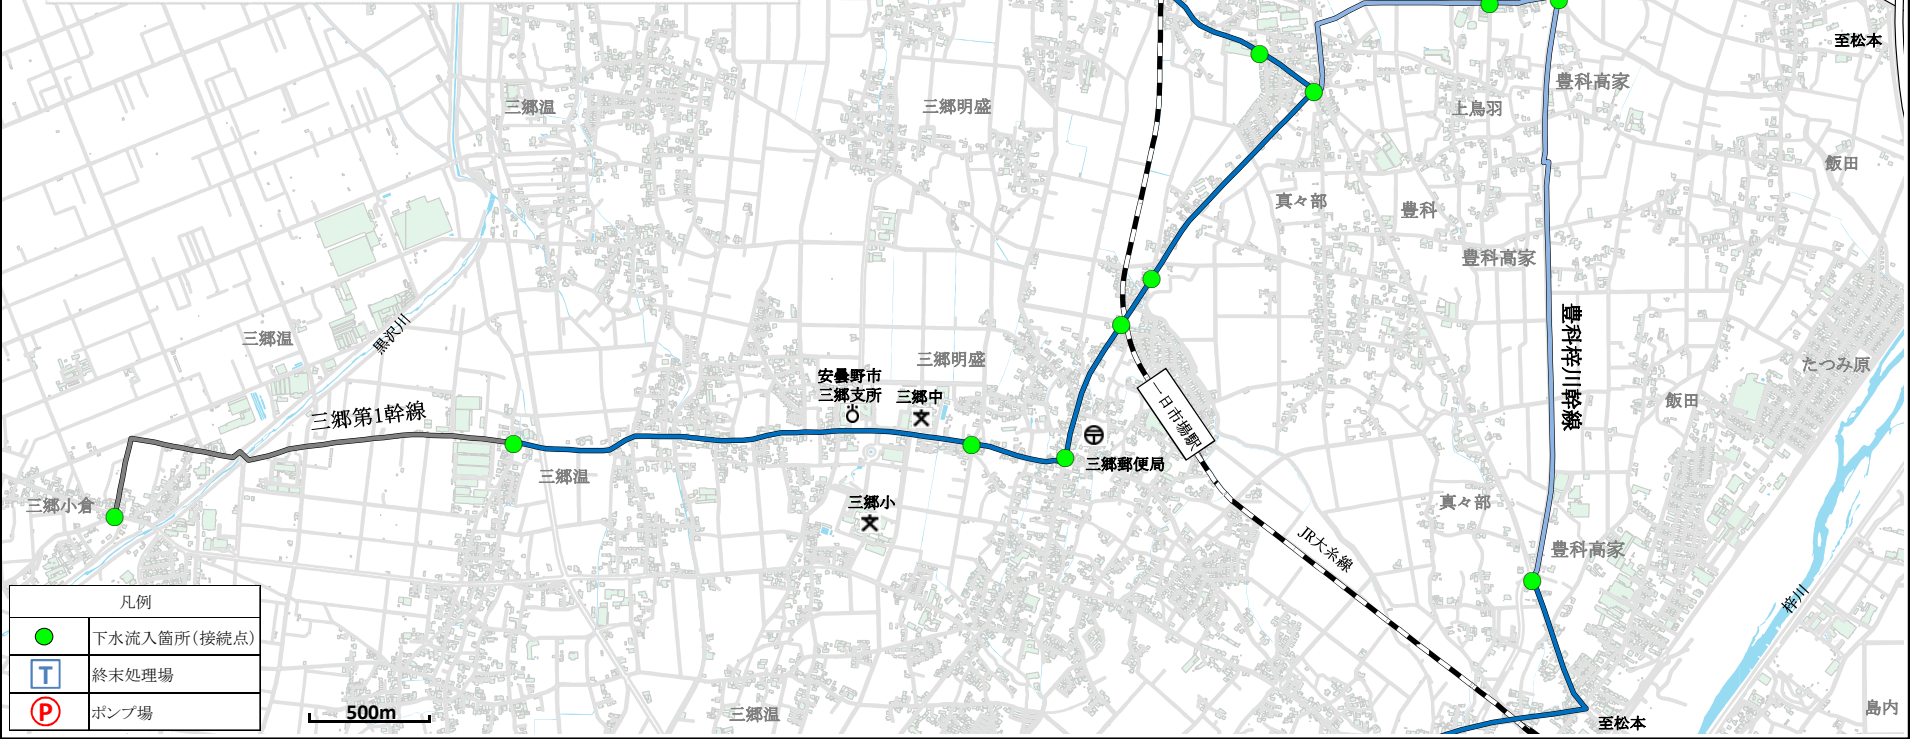 至松本
豊科高家
三郷温
三郷明盛
上鳥羽
飯田
真々部
豊科
豊科高家
黒沢川
三郷温
豊科梓川幹線
三郷明盛
たつみ原
安曇野市
三郷支所
三郷中
一日市場駅
飯田
三郷第1幹線
三郷郵便局
三郷温
三郷小倉
三郷小
真々部
JR大糸線
豊科高家
梓川
凡例
下水流入箇所(接続点)
T
終末処理場
P
ポンプ場
500m
三郷温
島内
至松本